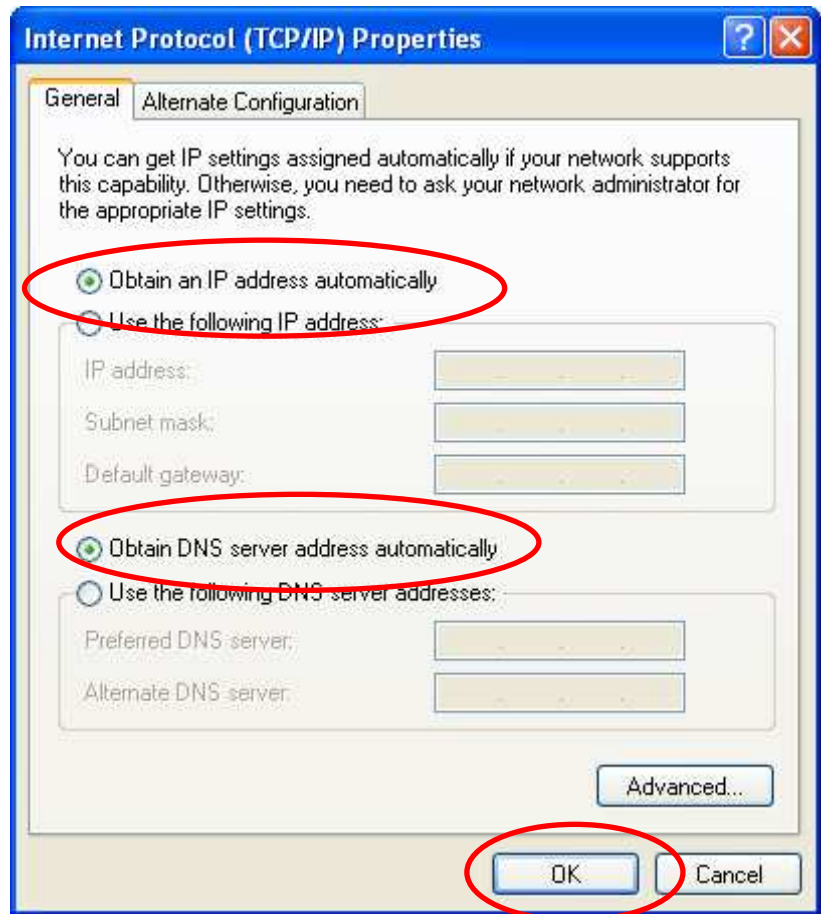 Internet Protocol (TCP/IP) Properties
General
Alternate Configuration
You can get IP settings assigned automatically if your network supports
this capability. Otherwise, you need to ask your network administrator for
the appropriate IP settings.
Obtain an IP address automatically
Use the following IP address:
IP address:
Subnet mask:
Default gateway:
Obtain DNS server address automatically
Use the following DNS server addresses:
Preferred DNS server:
Alternate DNS server:
Advanced...
OK
Cancel